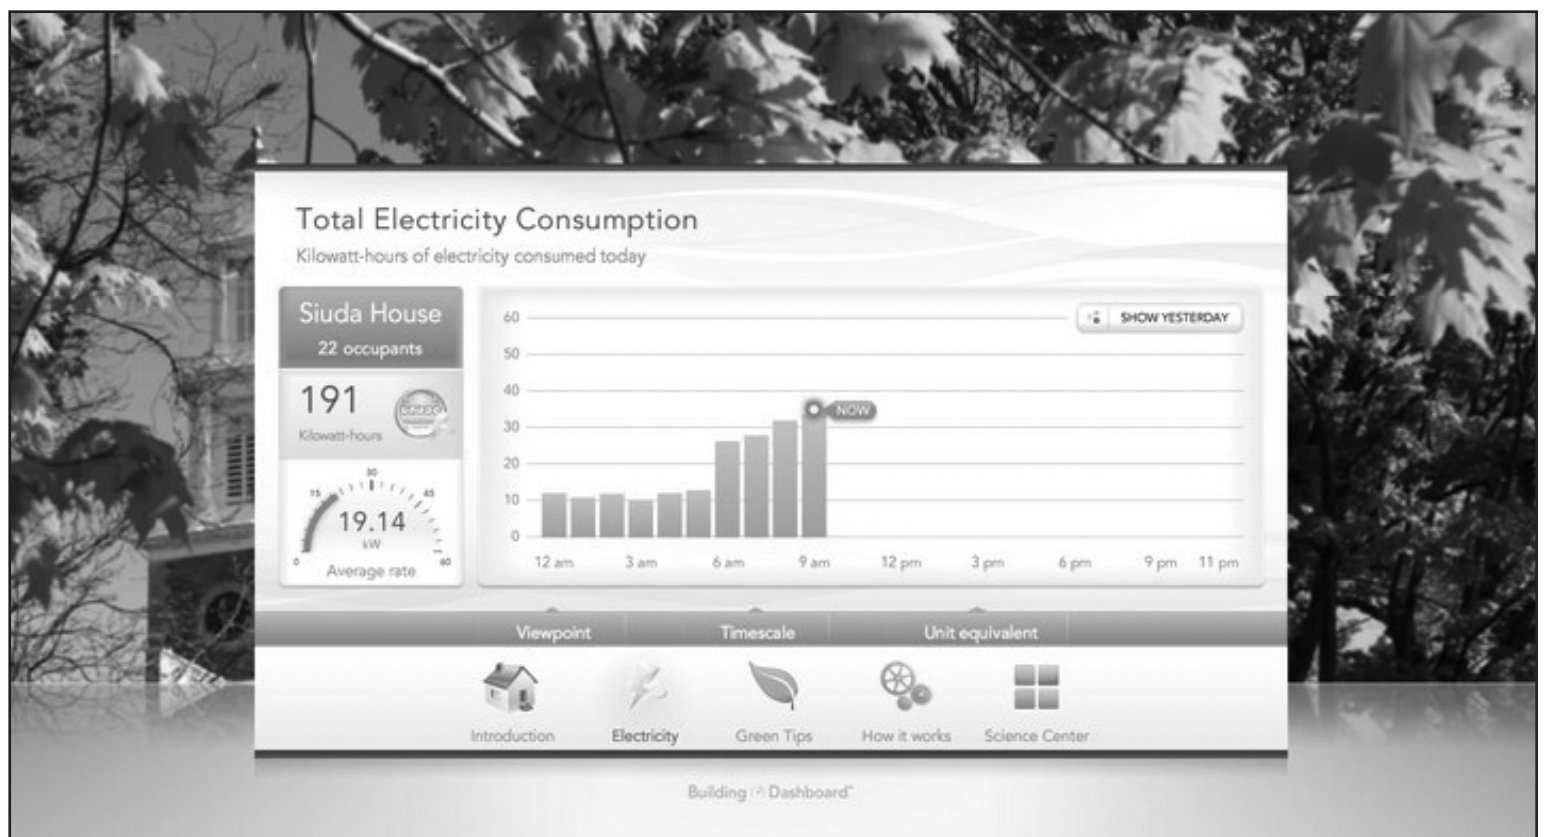 Total Electricity Consumption
Kilowatt-hours of electricity consumed today
Siuda House
22 occupants
191
Kilowatt-hours
0
15
30
45
60
19.14
kW
Average rate
SHOW YESTERDAY
60
50
40
30
20
10
0
NOW
12 am 3 am 6 am 9 am 12 pm 3 pm 6 pm 9 pm 11 pm
Viewpoint Timescale Unit equivalent
Introduction Electricity Green Tips How it works Science Center
Building Dashboard